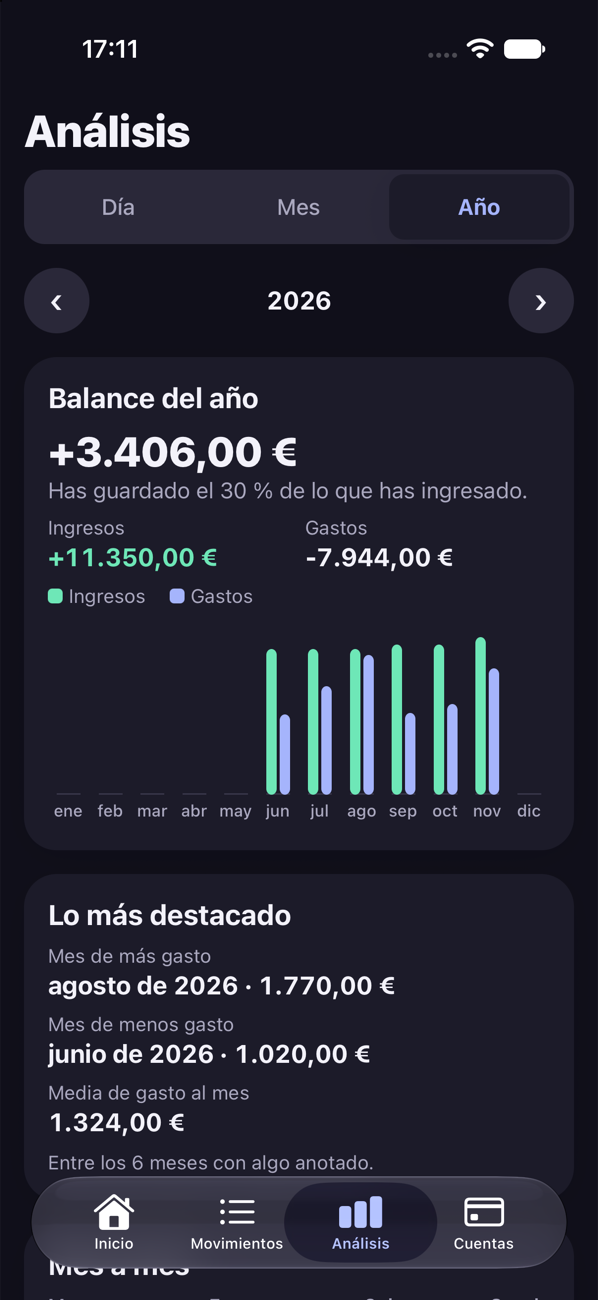 17:11
Análisis
Día Mes Año
‹ 2026 ›
Balance del año
+3.406,00 €
Has guardado el 30 % de lo que has ingresado.
Ingresos Gastos
+11.350,00 € -7.944,00 €
Ingresos Gastos
ene feb mar abr may jun jul ago sep oct nov dic
Lo más destacado
Mes de más gasto
agosto de 2026 · 1.770,00 €
Mes de menos gasto
junio de 2026 · 1.020,00 €
Media de gasto al mes
1.324,00 €
Entre los 6 meses con algo anotado.
Inicio Movimientos Análisis Cuentas
Mes a mes